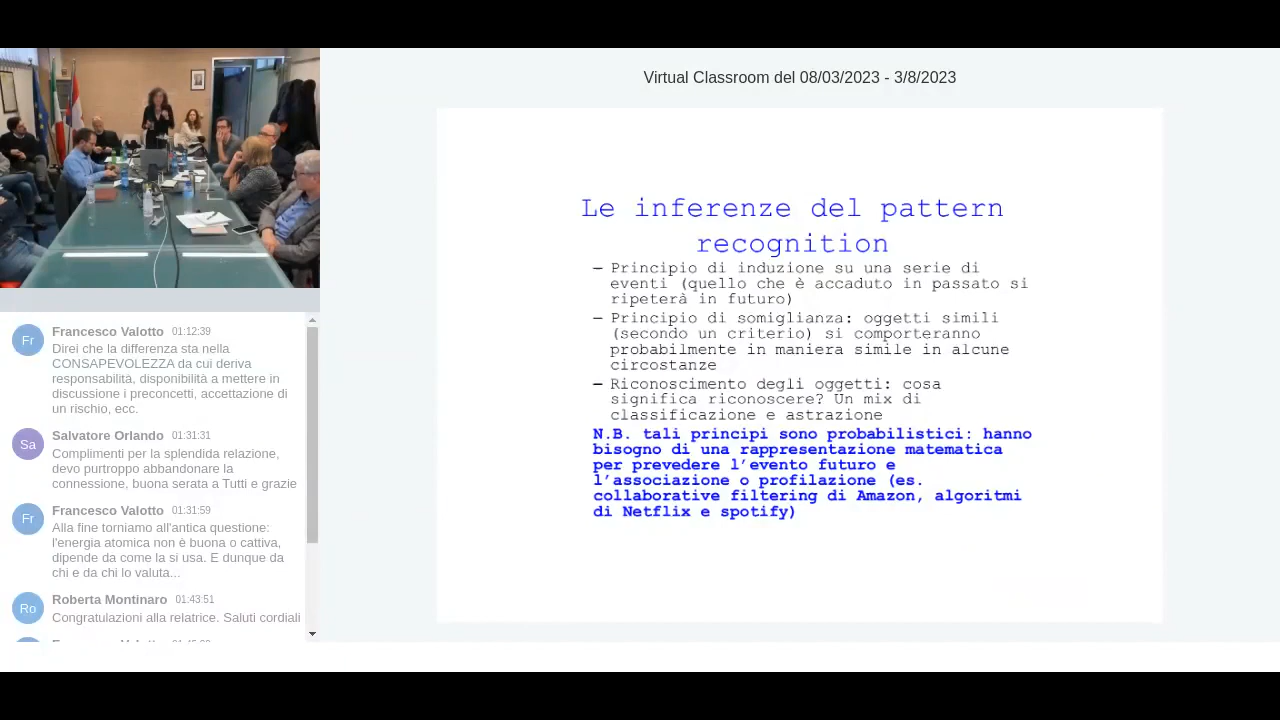 Virtual Classroom del 08/03/2023 - 3/8/2023
Le inferenze del pattern
recognition
– Principio di induzione su una serie di
eventi (quello che è accaduto in passato si
ripeterà in futuro)
– Principio di somiglianza: oggetti simili
(secondo un criterio) si comporteranno
probabilmente in maniera simile in alcune
circostanze
– Riconoscimento degli oggetti: cosa
significa riconoscere? Un mix di
classificazione e astrazione
N.B. tali principi sono probabilistici: hanno
bisogno di una rappresentazione matematica
per prevedere l’evento futuro e
l’associazione o profilazione (es.
collaborative filtering di Amazon, algoritmi
di Netflix e spotify)
Fr
Francesco Valotto 01:12:39
Direi che la differenza sta nella
CONSAPEVOLEZZA da cui deriva
responsabilità, disponibilità a mettere in
discussione i preconcetti, accettazione di
un rischio, ecc.
Sa
Salvatore Orlando 01:31:31
Complimenti per la splendida relazione,
devo purtroppo abbandonare la
connessione, buona serata a Tutti e grazie
Fr
Francesco Valotto 01:31:59
Alla fine torniamo all'antica questione:
l'energia atomica non è buona o cattiva,
dipende da come la si usa. E dunque da
chi e da chi lo valuta...
Ro
Roberta Montinaro 01:43:51
Congratulazioni alla relatrice. Saluti cordiali